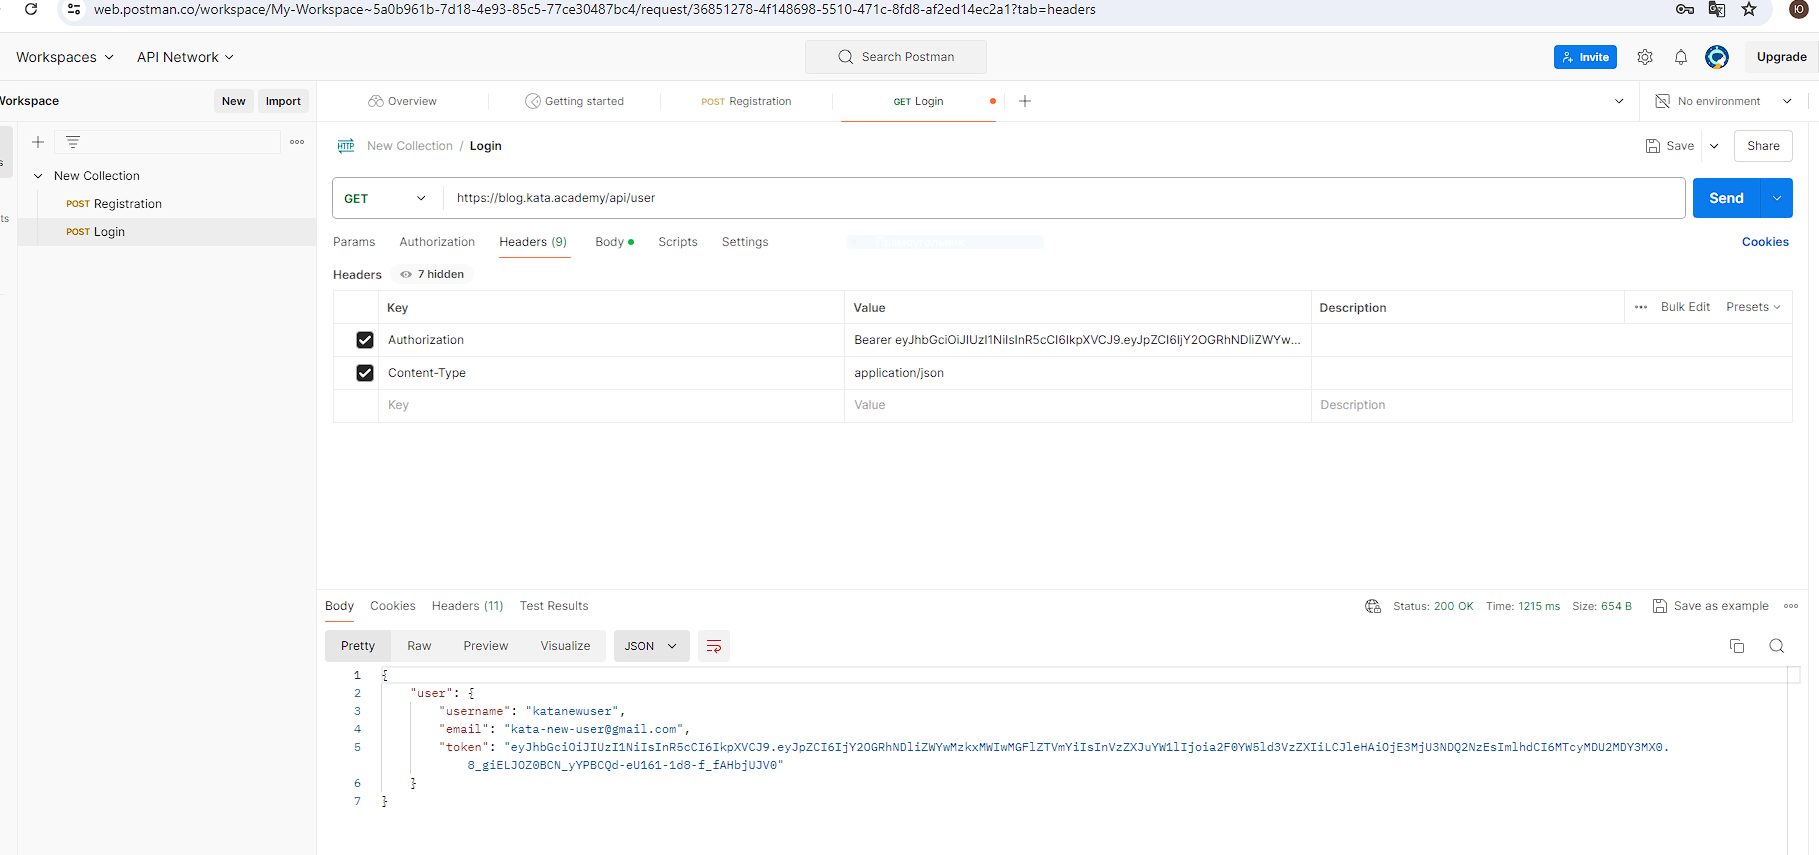 web.postman.co/workspace/My-Workspace~5a0b961b-7d18-4e93-85c5-77ce30487bc4/request/36851278-4f148698-5510-471c-8fd8-af2ed14ec2a1?tab=headers
Ю
Workspaces API Network Search Postman Invite Upgrade
Workspace New Import Overview Getting started POST Registration GET Login No environment
New Collection / Login Save Share
New Collection
POST Registration
POST Login
GET https://blog.kata.academy/api/user Send
Params Authorization Headers (9) Body Scripts Settings Cookies
Headers 7 hidden
Key Value Description Bulk Edit Presets
Authorization Bearer eyJhbGciOiJIUzI1NiIsInR5cCI6IkpXVCJ9.eyJpZCI6IjY2OGRhNDliZWYw...
Content-Type application/json
Key Value Description
Body Cookies Headers (11) Test Results Status: 200 OK Time: 1215 ms Size: 654 B Save as example
Pretty Raw Preview Visualize JSON
1 {
2 "user": {
3 "username": "katanewuser",
4 "email": "kata-new-user@gmail.com",
5 "token": "eyJhbGciOiJIUzI1NiIsInR5cCI6IkpXVCJ9.eyJpZCI6IjY2OGRhNDliZWYwMzkxMWIwMGFlZTVmYiIsInVzZXJuYW1lIjoia2F0YW5ld3VzZXIiLCJleHAiOjE3MjU3NDQ2NzEsImlhdCI6MTcyMDU2MDY3MX0.
8_giELJOZ0BCN_yYPBCQd-eU161-1d8-f_fAHbjUJV0"
6 }
7 }